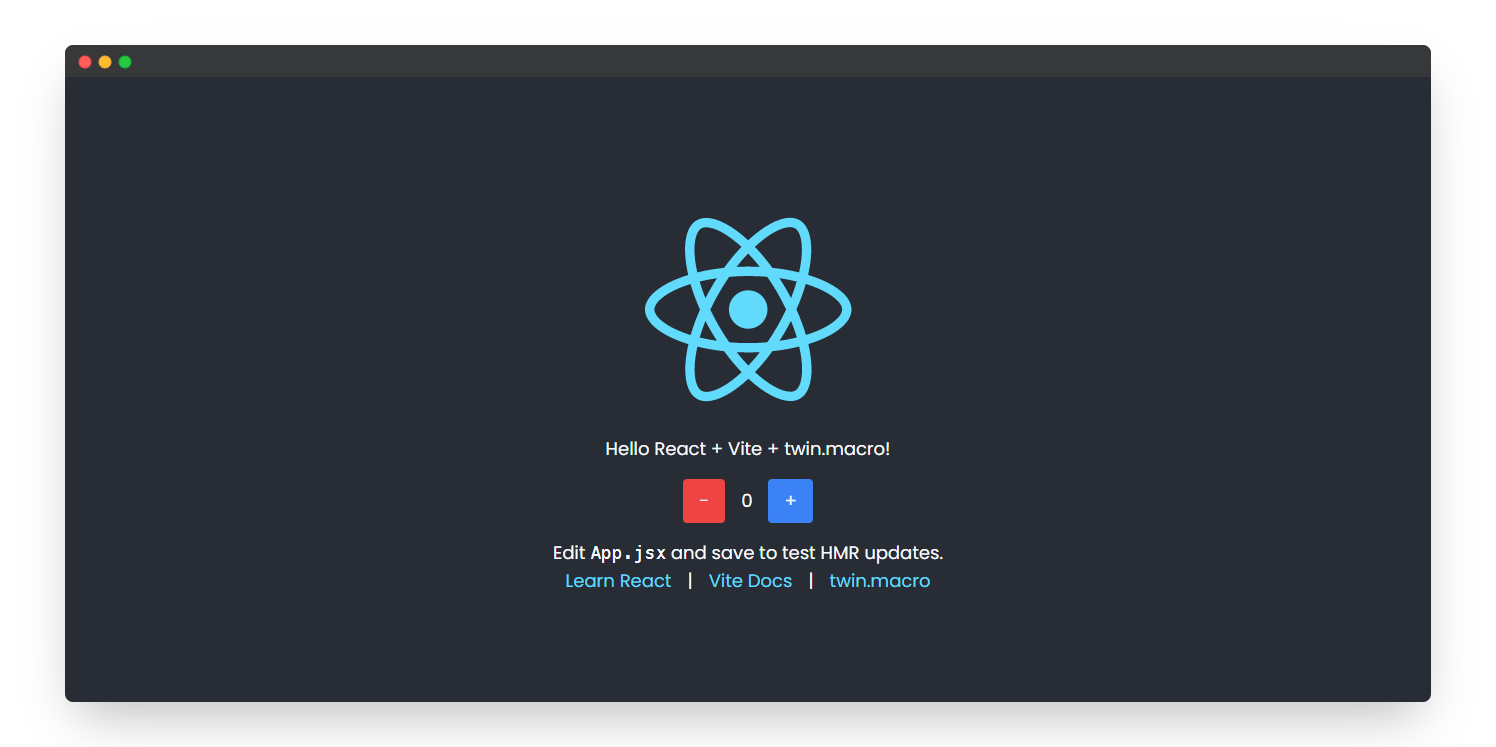 Hello React + Vite + twin.macro!
- 0 +
Edit App.jsx and save to test HMR updates.
Learn React | Vite Docs | twin.macro